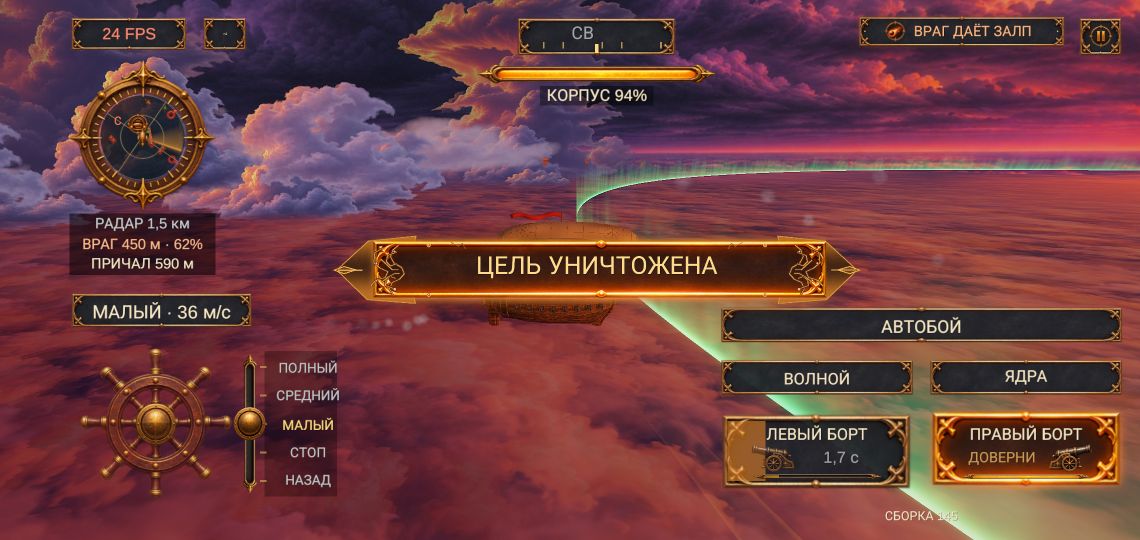 24 FPS
СВ
ВРАГ ДАЁТ ЗАЛП
КОРПУС 94%
С
РАДАР 1,5 км
ВРАГ 450 м · 62%
ПРИЧАЛ 590 м
ЦЕЛЬ УНИЧТОЖЕНА
МАЛЫЙ · 36 м/с
АВТОБОЙ
ПОЛНЫЙ
СРЕДНИЙ
МАЛЫЙ
СТОП
НАЗАД
ВОЛНОЙ
ЯДРА
ЛЕВЫЙ БОРТ
1,7 с
ПРАВЫЙ БОРТ
ДОВЕРНИ
СБОРКА 145